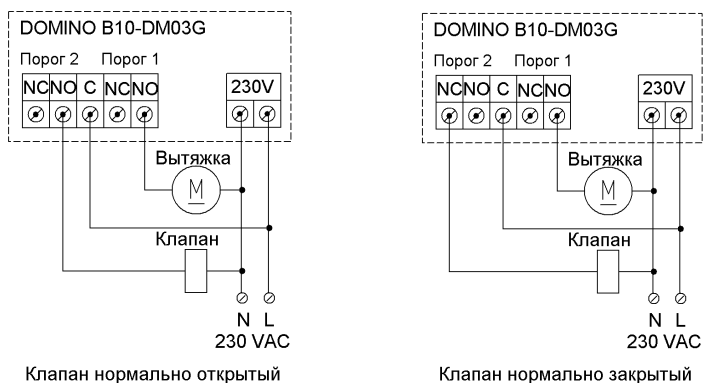 DOMINO B10-DM03G
Порог 2 Порог 1
NC NO C NC NO 230V
Вытяжка
M
Клапан
N L
230 VAC
Клапан нормально открытый
DOMINO B10-DM03G
Порог 2 Порог 1
NC NO C NC NO 230V
Вытяжка
M
Клапан
N L
230 VAC
Клапан нормально закрытый